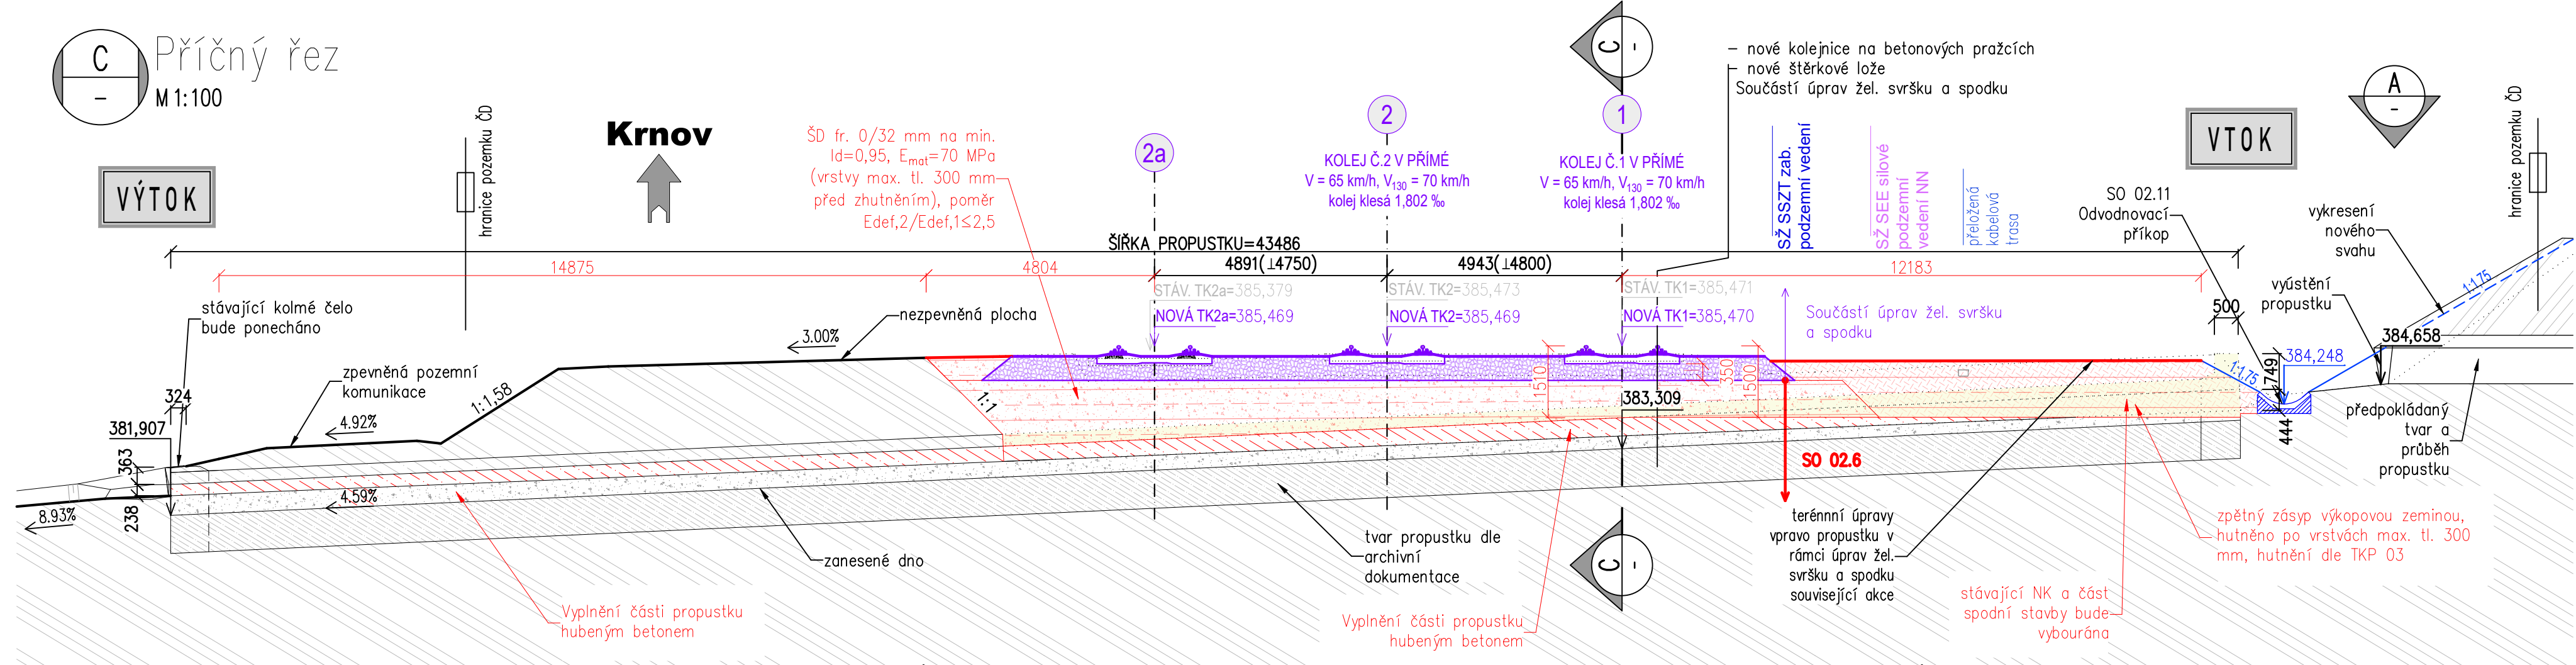 C
-
Příčný řez
M 1:100
VÝTOK
hranice pozemku ČD
Krnov
ŠD fr. 0/32 mm na min.
Id=0,95, Emat=70 MPa
(vrstvy max. tl. 300 mm
před zhutněním), poměr
Edef,2/Edef,1≤2,5
2a
2
KOLEJ Č.2 V PŘÍMÉ
V = 65 km/h, V130 = 70 km/h
kolej klesá 1,802 ‰
C
-
1
KOLEJ Č.1 V PŘÍMÉ
V = 65 km/h, V130 = 70 km/h
kolej klesá 1,802 ‰
- nové kolejnice na betonových pražcích
- nové štěrkové lože
Součástí úprav žel. svršku a spodku
SŽ SSZT zab.
podzemní vedení
SŽ SEE silové
podzemní
vedení NN
přeložená
kabelová
trasa
SO 02.11
Odvodnovací
příkop
VTOK
A
-
hranice pozemku ČD
vykresení
nového
svahu
vyústění
propustku
ŠÍŘKA PROPUSTKU=43486
14875
4804
4891(⊥4750)
4943(⊥4800)
12183
500
STÁV. TK2a=385,379
NOVÁ TK2a=385,469
STÁV. TK2=385,473
NOVÁ TK2=385,469
STÁV. TK1=385,471
NOVÁ TK1=385,470
Součástí úprav žel. svršku
a spodku
stávající kolmé čelo
bude ponecháno
nezpevněná plocha
3.00%
zpevněná pozemní
komunikace
1:1,58
4.92%
324
381,907
363
238
8.93%
4.59%
1:1
1510
350
1500
383,309
SO 02.6
1:1,75
749
444
384,248
384,658
1:1,75
předpokládaný
tvar a
průběh
propustku
zanesené dno
tvar propustku dle
archivní
dokumentace
C
-
terénnní úpravy
vpravo propustku v
rámci úprav žel.
svršku a spodku
související akce
zpětný zásyp výkopovou zeminou,
hutněno po vrstvách max. tl. 300
mm, hutnění dle TKP 03
stávající NK a část
spodní stavby bude
vybourána
Vyplnění části propustku
hubeným betonem
Vyplnění části propustku
hubeným betonem